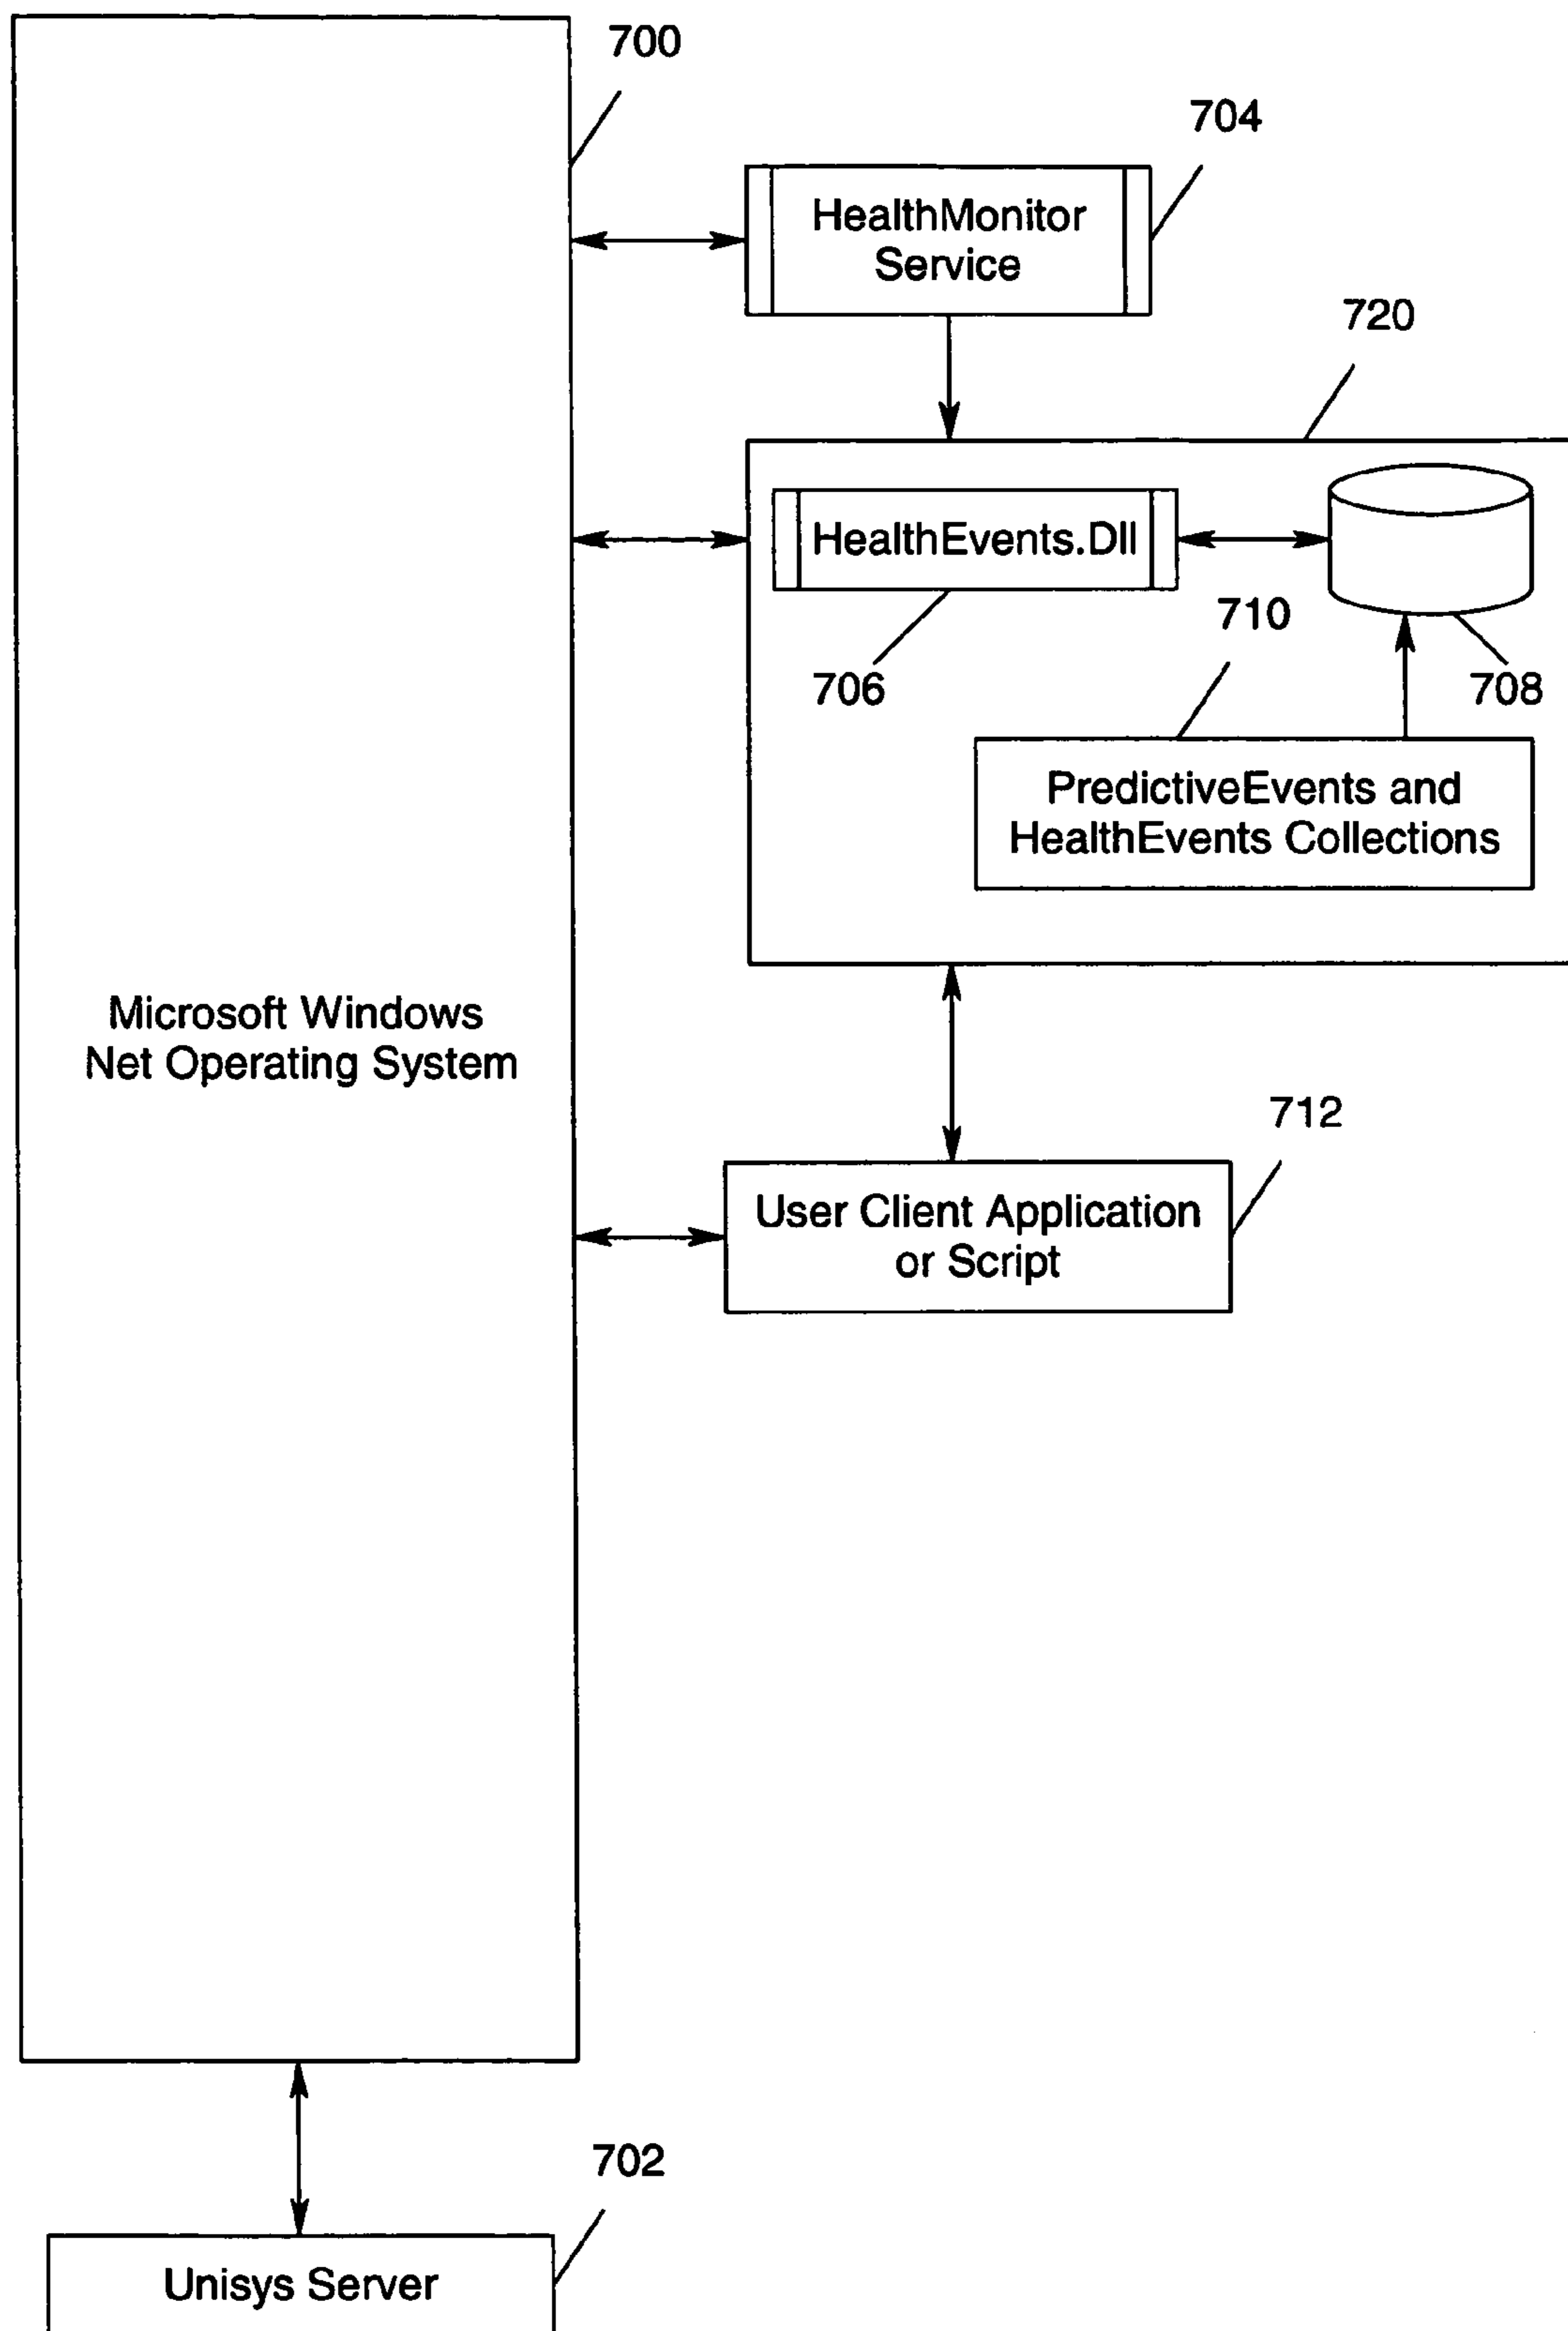 700
704
HealthMonitor
Service
720
HealthEvents.Dll
710
706
708
PredictiveEvents and
HealthEvents Collections
Microsoft Windows
Net Operating System
712
User Client Application
or Script
702
Unisys Server